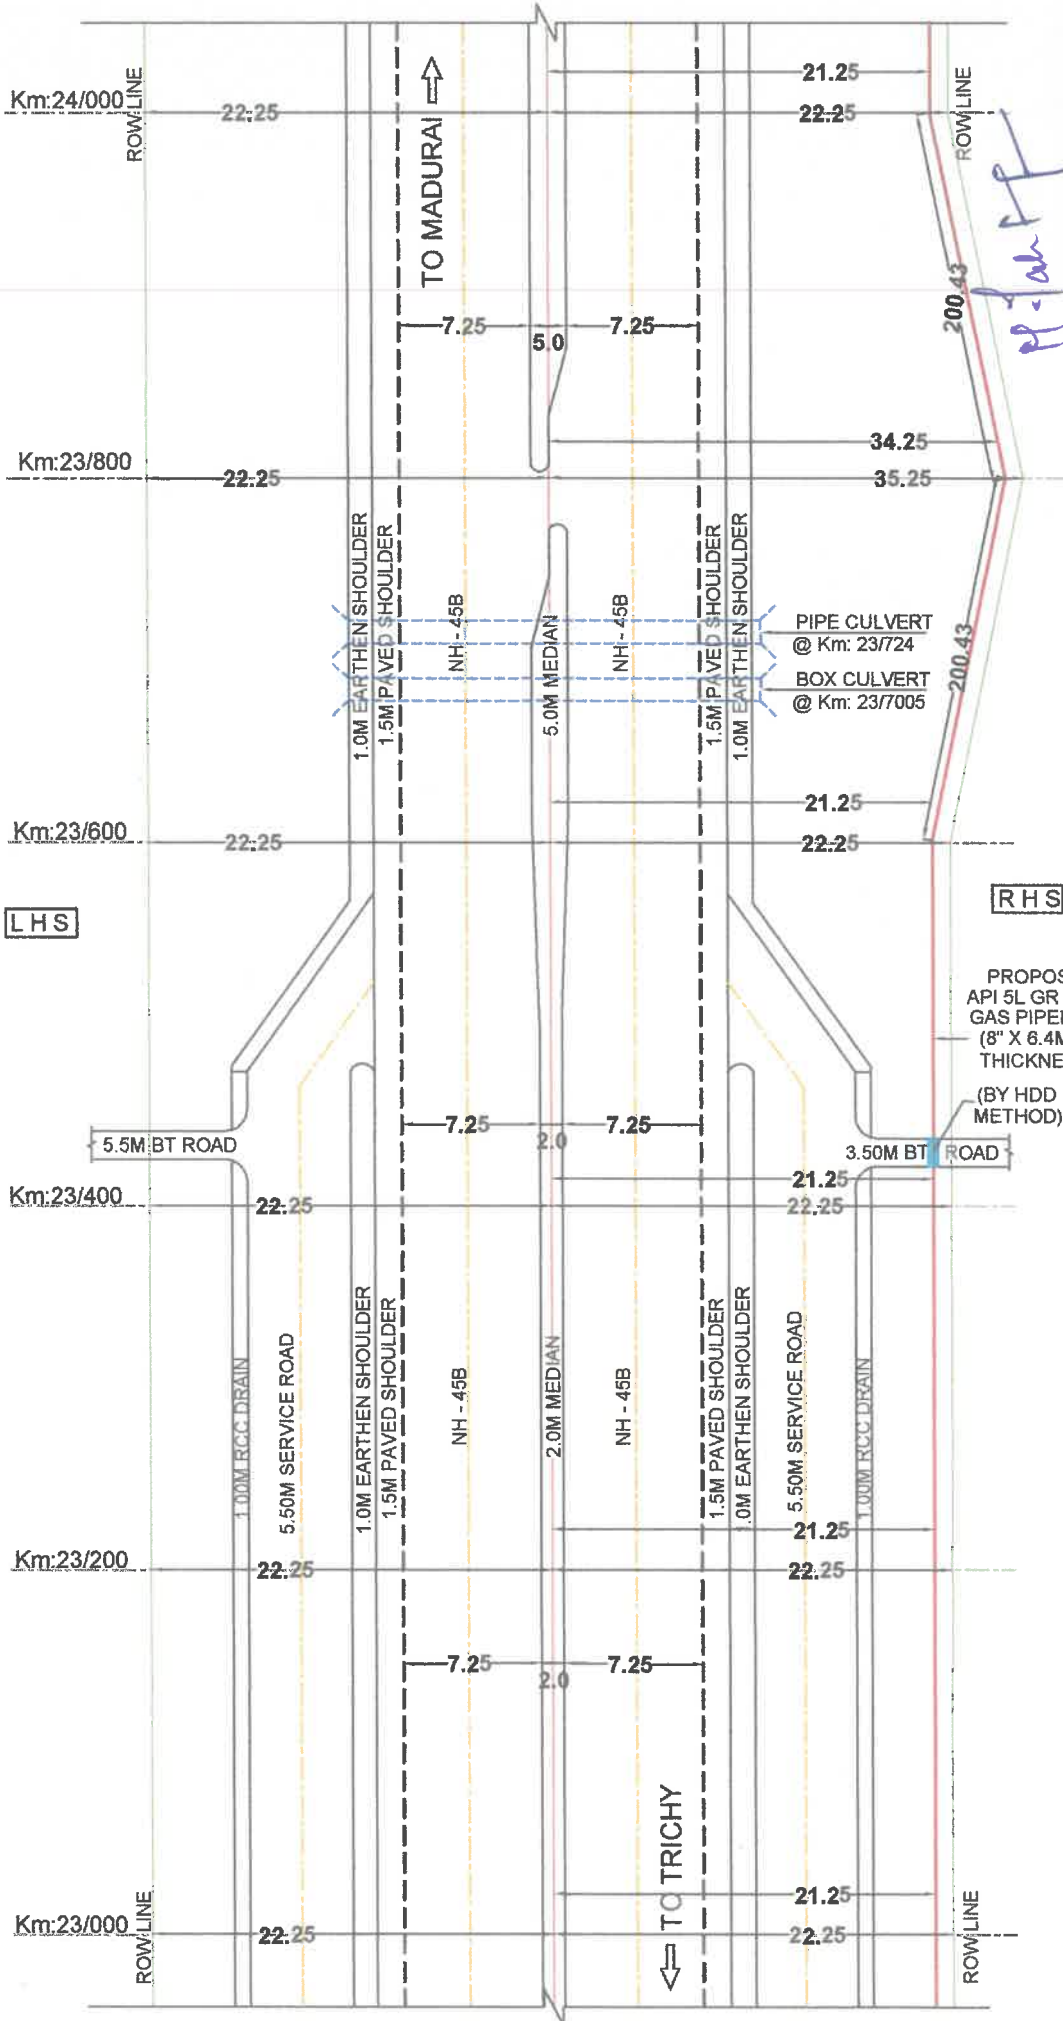 21.25
Km:24/000
22.25
22.25
ROW LINE
ROW LINE
TO MADURAI
200.43
7.25
5.0
7.25
34.25
Km:23/800
22.25
35.25
1.0M EARTHEN SHOULDER
1.5M PAVED SHOULDER
NH - 45B
5.0M MEDIAN
NH - 45B
1.5M PAVED SHOULDER
1.0M EARTHEN SHOULDER
PIPE CULVERT
@ Km: 23/724
BOX CULVERT
@ Km: 23/7005
200.43
21.25
Km:23/600
22.25
22.25
LHS
RHS
PROPOS
API 5L GR
GAS PIPE
(8" X 6.4M
THICKNE
(BY HDD
METHOD)
7.25
2.0
7.25
5.5M BT ROAD
3.50M BT ROAD
21.25
Km:23/400
22.25
22.25
1.00M RCC DRAIN
5.50M SERVICE ROAD
1.0M EARTHEN SHOULDER
1.5M PAVED SHOULDER
NH - 45B
2.0M MEDIAN
NH - 45B
1.5M PAVED SHOULDER
1.0M EARTHEN SHOULDER
5.50M SERVICE ROAD
1.00M RCC DRAIN
21.25
Km:23/200
22.25
22.25
7.25
2.0
7.25
TO TRICHY
21.25
Km:23/000
22.25
22.25
ROW LINE
ROW LINE